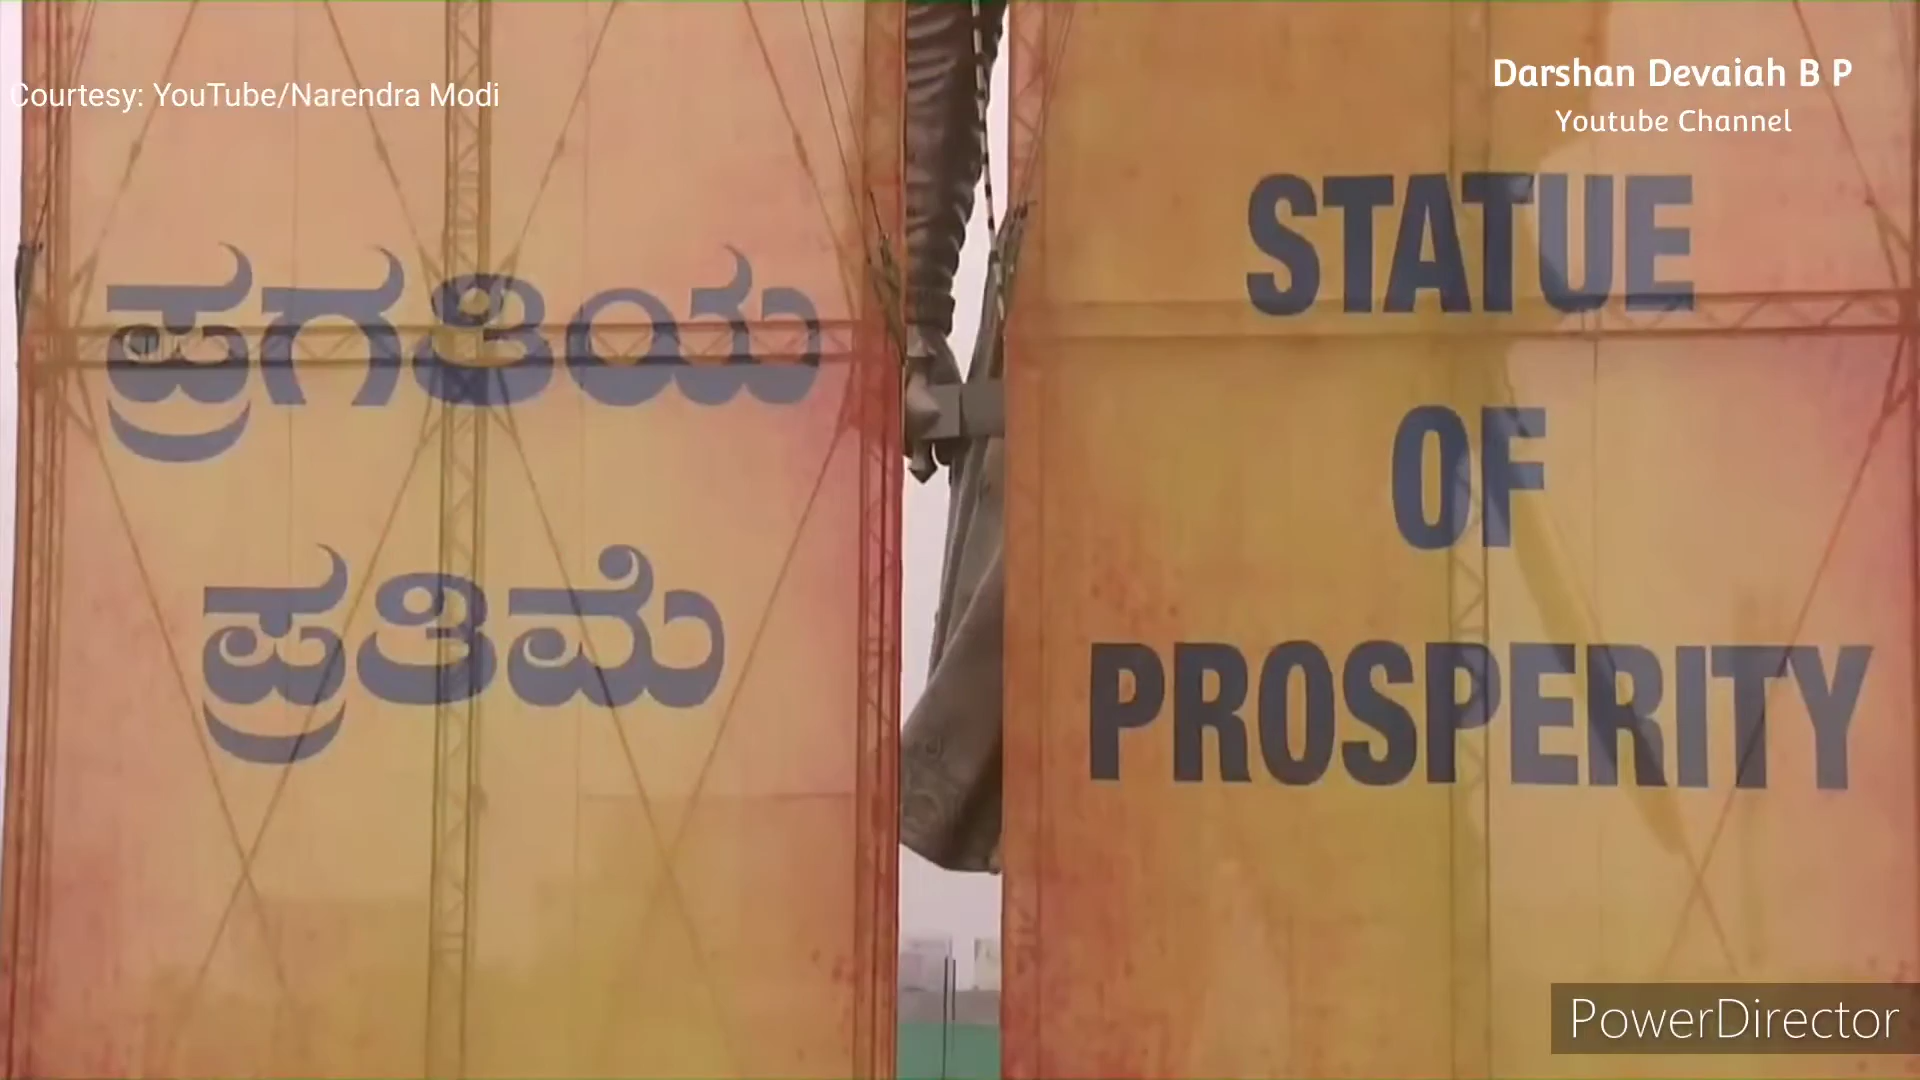 Courtesy: YouTube/Narendra Modi
Darshan Devaiah B P
Youtube Channel
ಪ್ರಗತಿಯ
ಪ್ರತಿಮೆ
STATUE
OF
PROSPERITY
PowerDirector